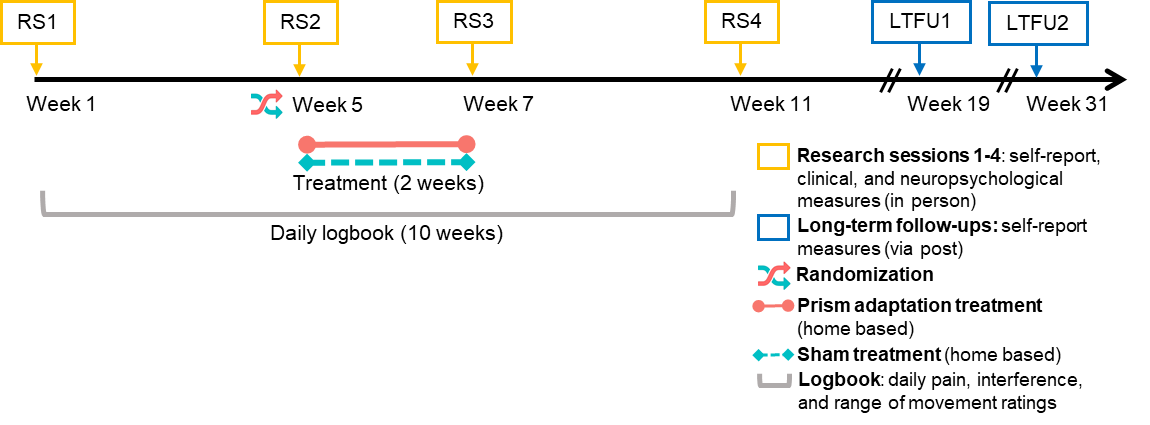 RS1
RS2
RS3
RS4
LTFU1
LTFU2
Week 1
Week 5
Week 7
Week 11
Week 19
Week 31
Treatment (2 weeks)
Daily logbook (10 weeks)
Research sessions 1-4: self-report,
clinical, and neuropsychological
measures (in person)
Long-term follow-ups: self-report
measures (via post)
Randomization
Prism adaptation treatment
(home based)
Sham treatment (home based)
Logbook: daily pain, interference,
and range of movement ratings